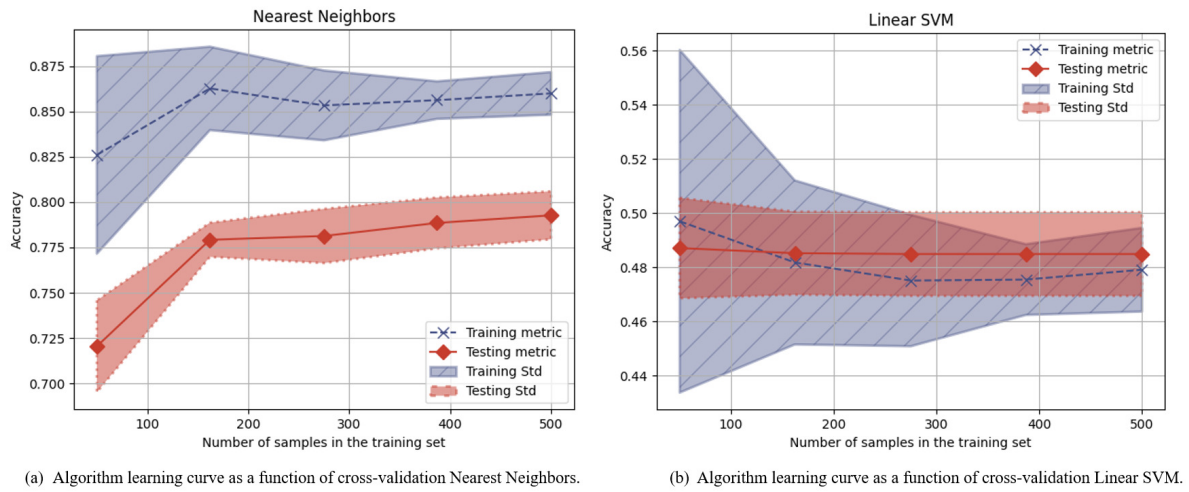 Nearest Neighbors
Accuracy
0.875
0.850
0.825
0.800
0.775
0.750
0.725
0.700
Training metric
Testing metric
Training Std
Testing Std
100 200 300 400 500
Number of samples in the training set
(a) Algorithm learning curve as a function of cross-validation Nearest Neighbors.
Linear SVM
Accuracy
0.56
0.54
0.52
0.50
0.48
0.46
0.44
Training metric
Testing metric
Training Std
Testing Std
100 200 300 400 500
Number of samples in the training set
(b) Algorithm learning curve as a function of cross-validation Linear SVM.